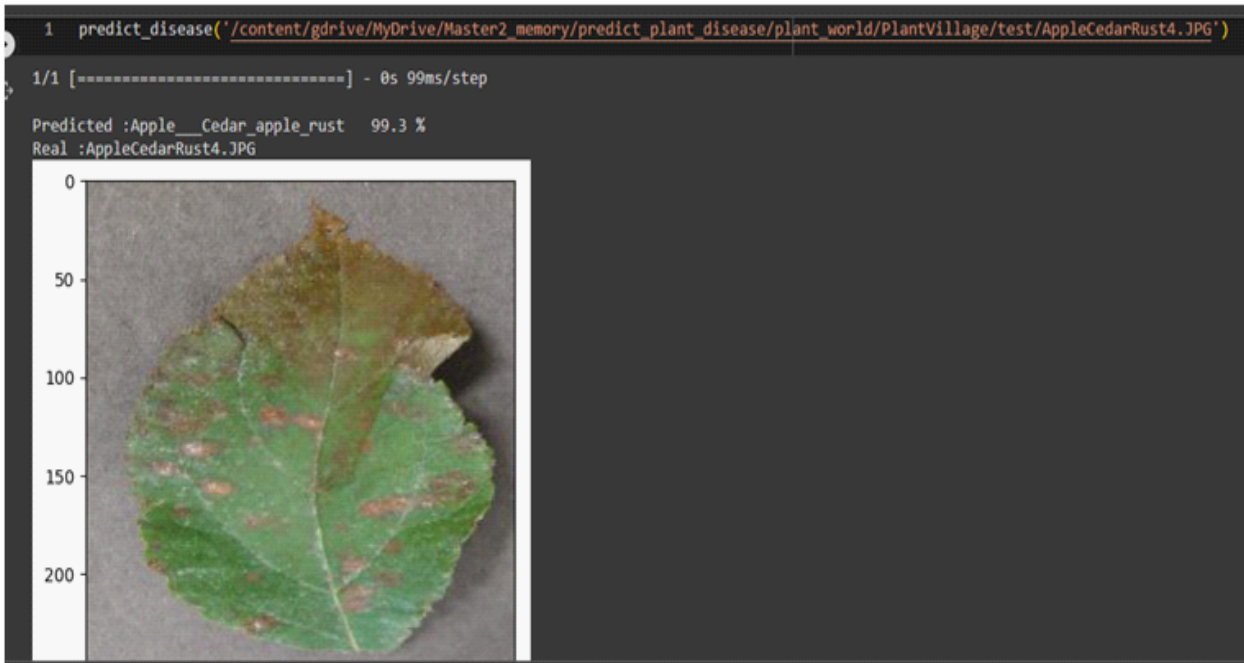 1 predict_disease('/content/gdrive/MyDrive/Master2_memory/predict_plant_disease/plant_world/PlantVillage/test/AppleCedarRust4.JPG')
1/1 [==============================] - 0s 99ms/step
Predicted :Apple___Cedar_apple_rust 99.3 %
Real :AppleCedarRust4.JPG
0
50
100
150
200